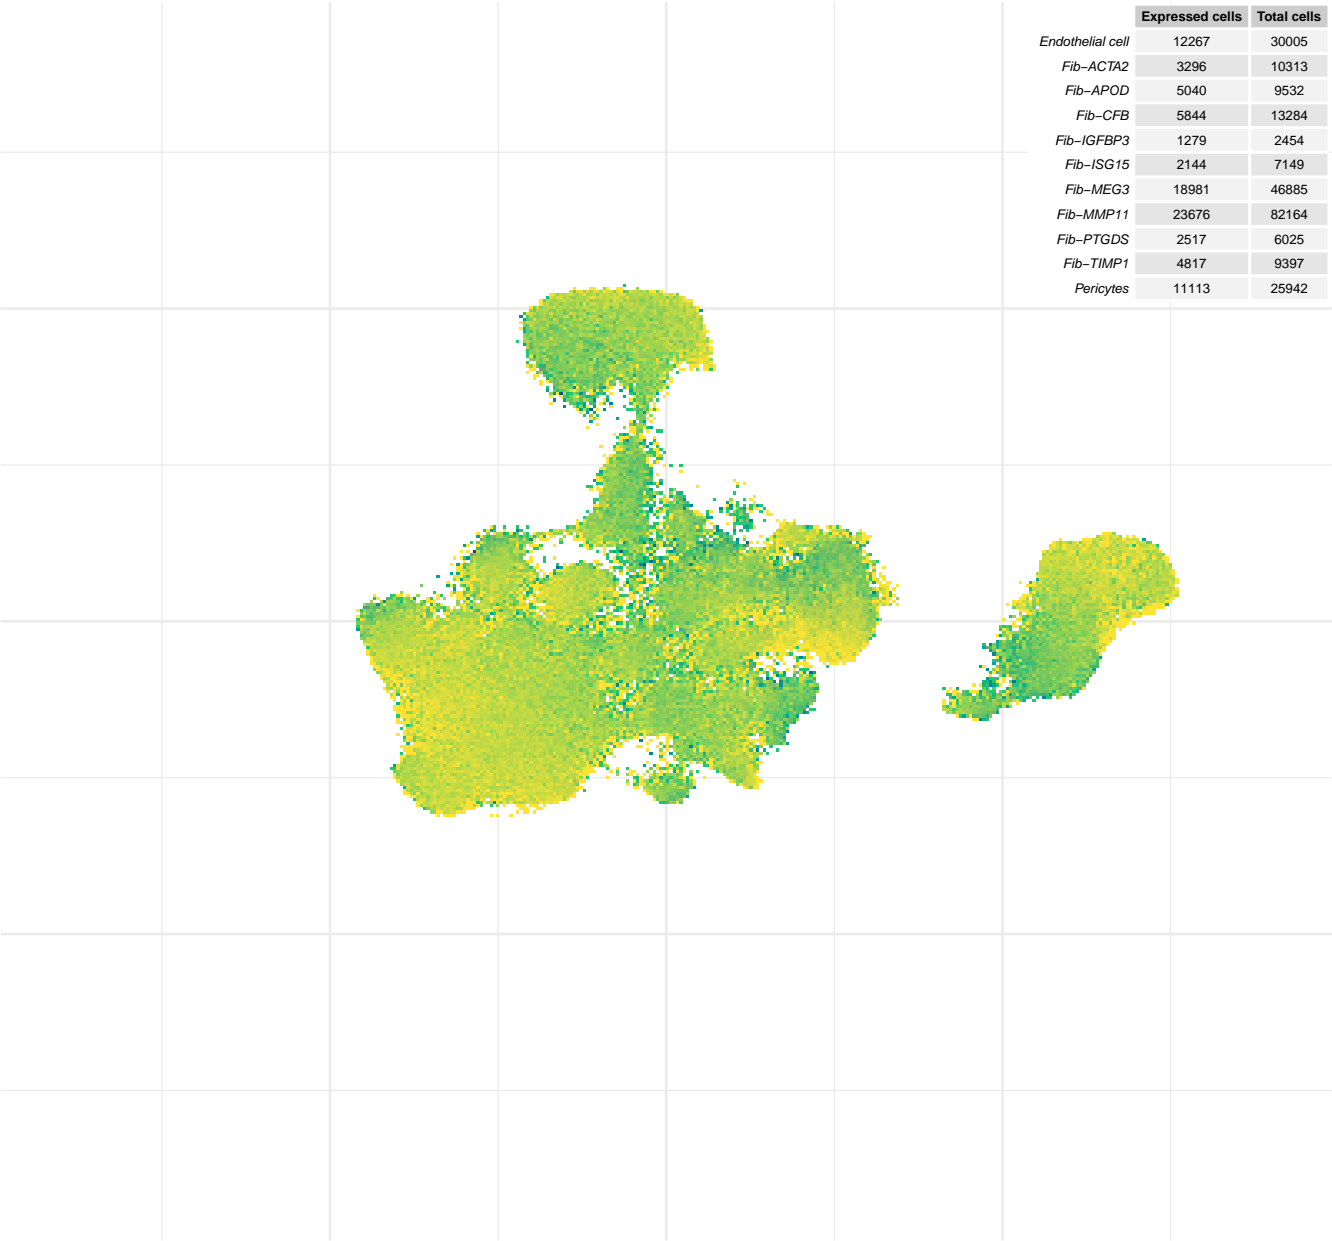 Expressed cells Total cells
Endothelial cell 12267 30005
Fib−ACTA2 3296 10313
Fib−APOD 5040 9532
Fib−CFB 5844 13284
Fib−IGFBP3 1279 2454
Fib−ISG15 2144 7149
Fib−MEG3 18981 46885
Fib−MMP11 23676 82164
Fib−PTGDS 2517 6025
Fib−TIMP1 4817 9397
Pericytes 11113 25942